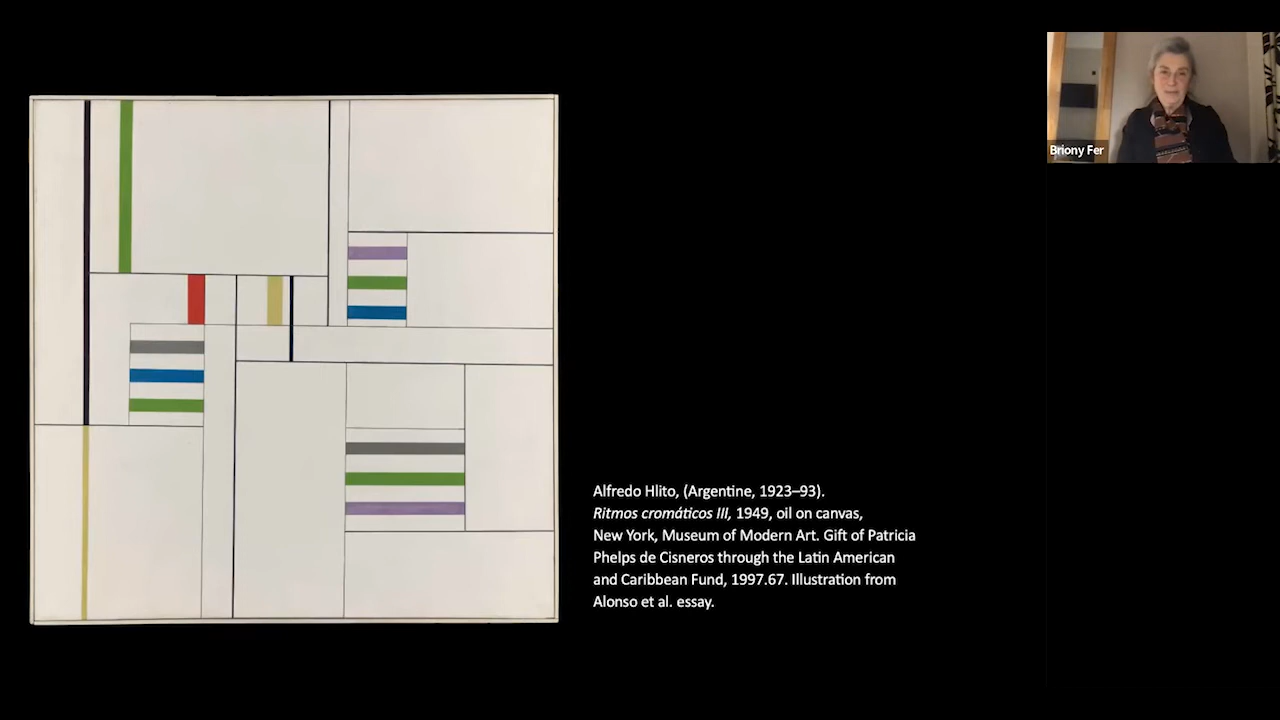 Briony Fer
Alfredo Hlito, (Argentine, 1923–93).
Ritmos cromáticos III, 1949, oil on canvas,
New York, Museum of Modern Art. Gift of Patricia
Phelps de Cisneros through the Latin American
and Caribbean Fund, 1997.67. Illustration from
Alonso et al. essay.